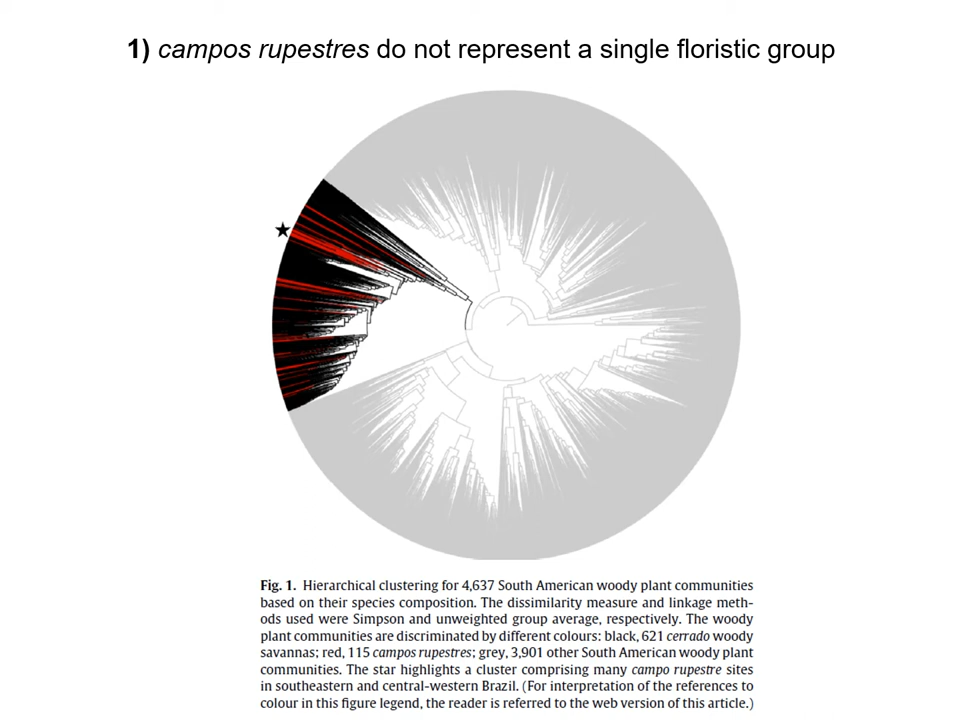 1) campos rupestres do not represent a single floristic group
Fig. 1. Hierarchical clustering for 4,637 South American woody plant communities
based on their species composition. The dissimilarity measure and linkage meth-
ods used were Simpson and unweighted group average, respectively. The woody
plant communities are discriminated by different colours: black, 621 cerrado woody
savannas; red, 115 campos rupestres; grey, 3,901 other South American woody plant
communities. The star highlights a cluster comprising many campo rupestre sites
in southeastern and central-western Brazil. (For interpretation of the references to
colour in this figure legend, the reader is referred to the web version of this article.)